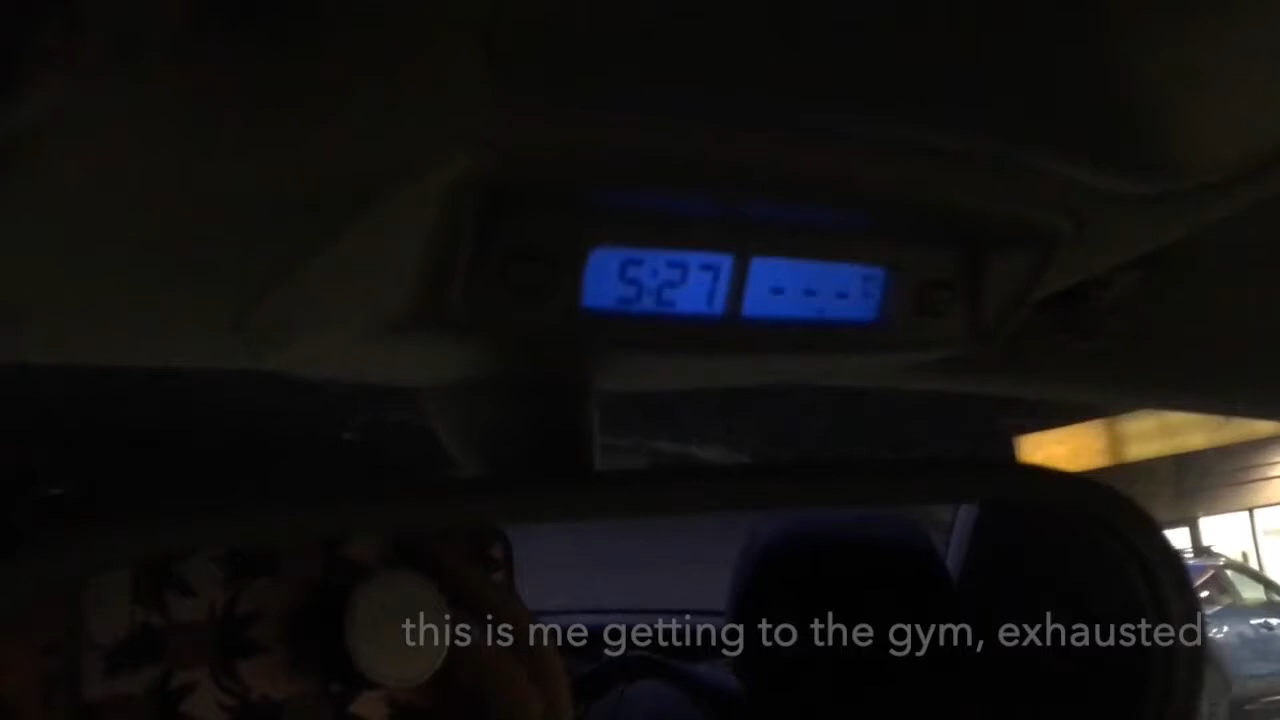 5:27
---
this is me getting to the gym, exhausted